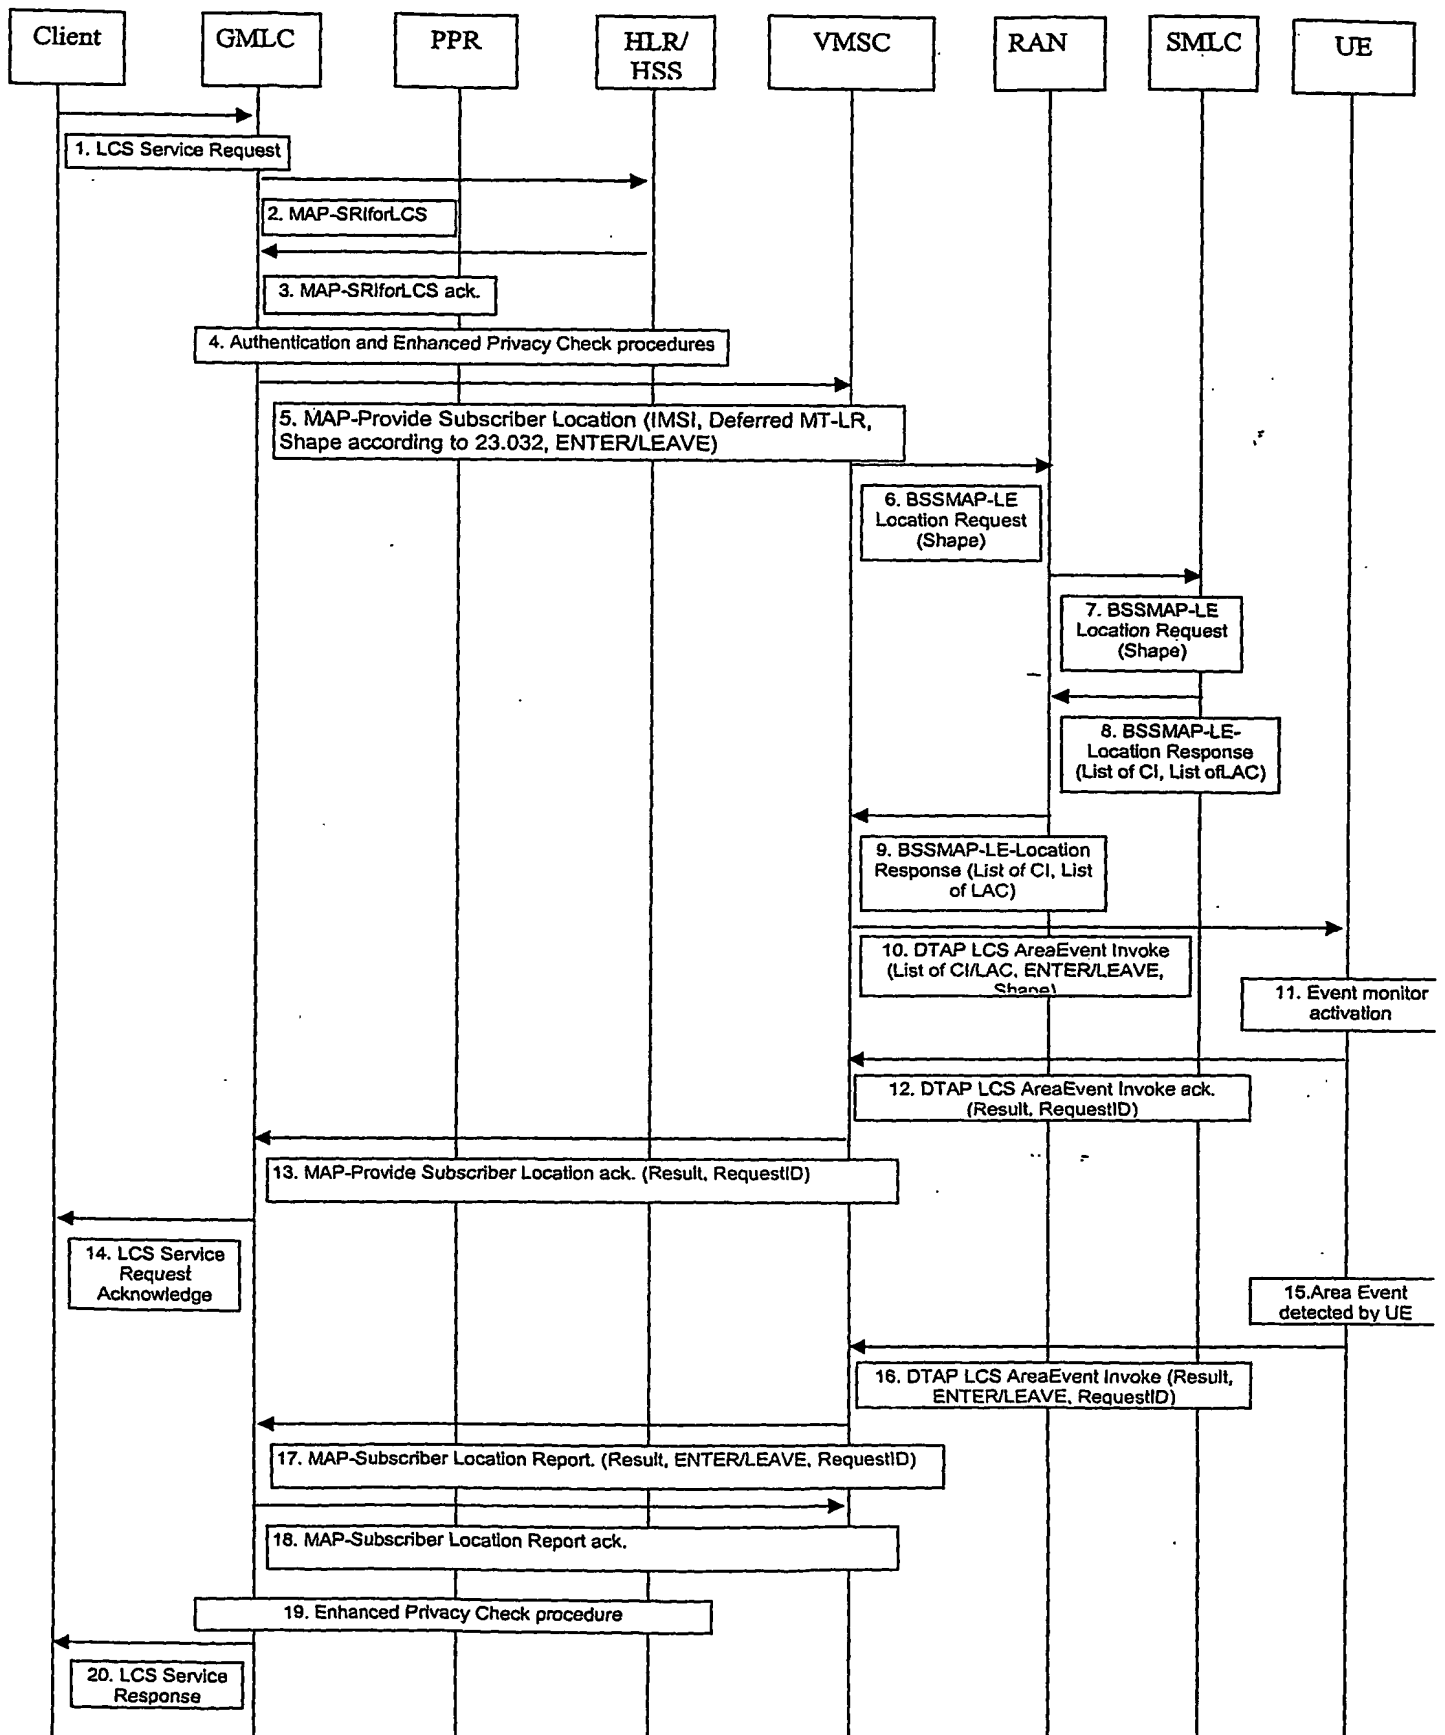 Client
GMLC
PPR
HLR/
HSS
VMSC
RAN
SMLC
UE
1. LCS Service Request
2. MAP-SRIforLCS
3. MAP-SRIforLCS ack.
4. Authentication and Enhanced Privacy Check procedures
5. MAP-Provide Subscriber Location (IMSI, Deferred MT-LR,
Shape according to 23.032, ENTER/LEAVE)
6. BSSMAP-LE
Location Request
(Shape)
7. BSSMAP-LE
Location Request
(Shape)
8. BSSMAP-LE-
Location Response
(List of CI, List ofLAC)
9. BSSMAP-LE-Location
Response (List of CI, List
of LAC)
10. DTAP LCS AreaEvent Invoke
(List of CI/LAC, ENTER/LEAVE,
Shape)
11. Event monitor
activation
12. DTAP LCS AreaEvent Invoke ack.
(Result, RequestID)
13. MAP-Provide Subscriber Location ack. (Result, RequestID)
14. LCS Service
Request
Acknowledge
15.Area Event
detected by UE
16. DTAP LCS AreaEvent Invoke (Result,
ENTER/LEAVE, RequestID)
17. MAP-Subscriber Location Report. (Result, ENTER/LEAVE, RequestID)
18. MAP-Subscriber Location Report ack.
19. Enhanced Privacy Check procedure
20. LCS Service
Response